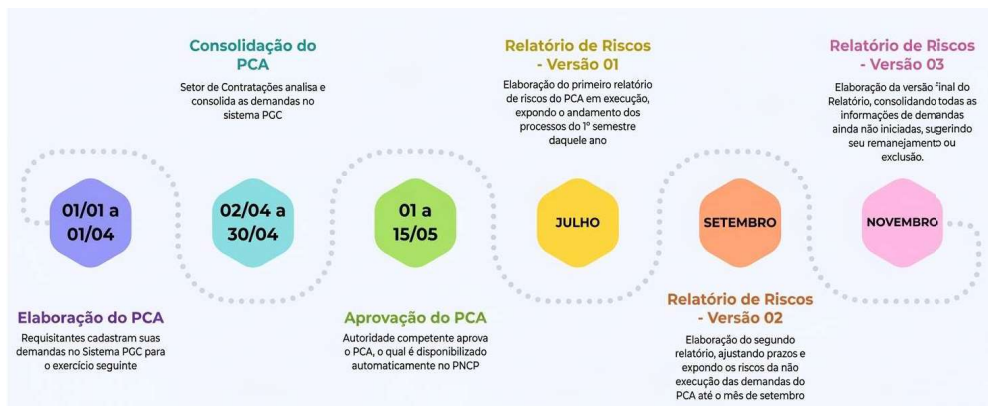 01/01 a
01/04
Elaboração do PCA
Requisitantes cadastram suas
demandas no Sistema PGC para
o exercício seguinte
Consolidação do
PCA
Setor de Contratações analisa e
consolida as demandas no
sistema PGC
02/04 a
30/04
01 a
15/05
Aprovação do PCA
Autoridade competente aprova
o PCA, o qual é disponibilizado
automaticamente no PNCP
Relatório de Riscos
- Versão 01
Elaboração do primeiro relatório
de riscos do PCA em execução,
expondo o andamento dos
processos do 1º semestre
daquele ano
JULHO
SETEMBRO
Relatório de Riscos
- Versão 02
Elaboração do segundo
relatório, ajustando prazos e
expondo os riscos da não
execução das demandas do
PCA até o mês de setembro
Relatório de Riscos
- Versão 03
Elaboração da versão final do
Relatório, consolidando todas as
informações de demandas
ainda não iniciadas, sugerindo
seu remanejamento ou
exclusão.
NOVEMBRO